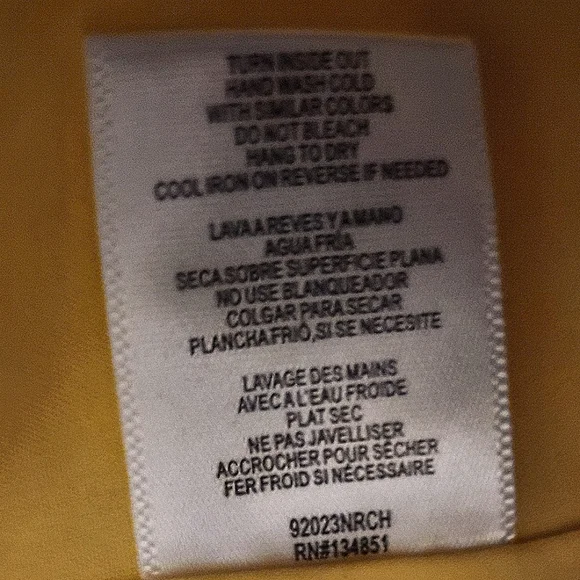 TURN INSIDE OUT
HAND WASH COLD
WITH SIMILAR COLORS
DO NOT BLEACH
HANG TO DRY
COOL IRON ON REVERSE IF NEEDED
LAVA A REVES Y A MANO
AGUA FRÍA
SECA SOBRE SUPERFICIE PLANA
NO USE BLANQUEADOR
COLGAR PARA SECAR
PLANCHA FRIÓ, SI SE NECESITE
LAVAGE DES MAINS
AVEC A L'EAU FROIDE
PLAT SEC
NE PAS JAVELLISER
ACCROCHER POUR SÉCHER
FER FROID SI NÉCESSAIRE
92023NRCH
RN#134851